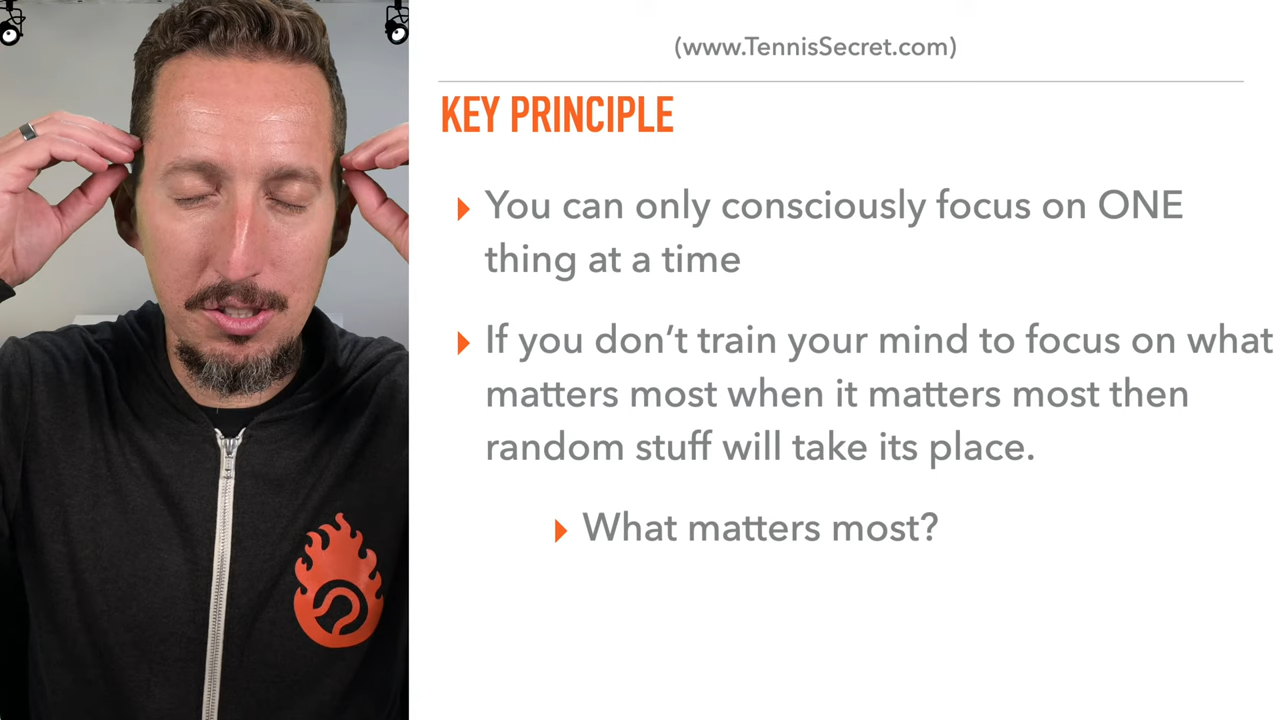 (www.TennisSecret.com)
KEY PRINCIPLE
You can only consciously focus on ONE
thing at a time
If you don’t train your mind to focus on what
matters most when it matters most then
random stuff will take its place.
What matters most?